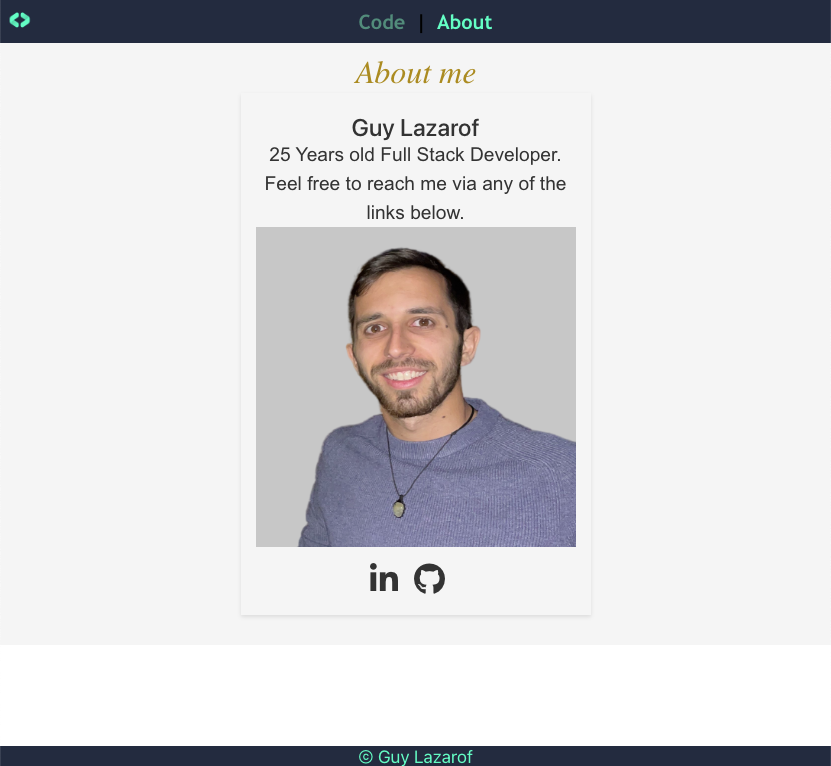 Code | About
About me
Guy Lazarof
25 Years old Full Stack Developer.
Feel free to reach me via any of the
links below.
in
© Guy Lazarof